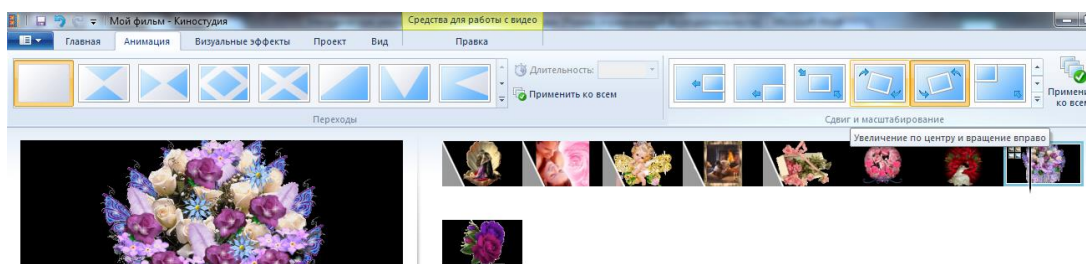 Мой фильм - Киностудия
Средства для работы с видео
Главная Анимация Визуальные эффекты Проект Вид Правка
Длительность:
Применить ко всем
Примени
ко всем
Переходы
Сдвиг и масштабирование
Увеличение по центру и вращение вправо